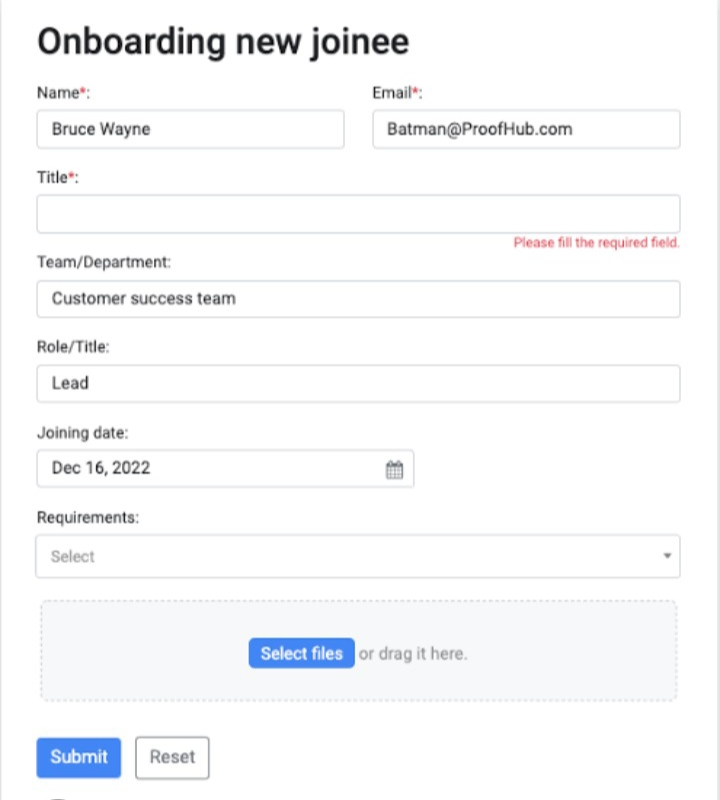 Onboarding new joinee
Name*: Email*:
Bruce Wayne Batman@ProofHub.com
Title*:
Please fill the required field.
Team/Department:
Customer success team
Role/Title:
Lead
Joining date:
Dec 16, 2022
Requirements:
Select
Select files or drag it here.
Submit Reset